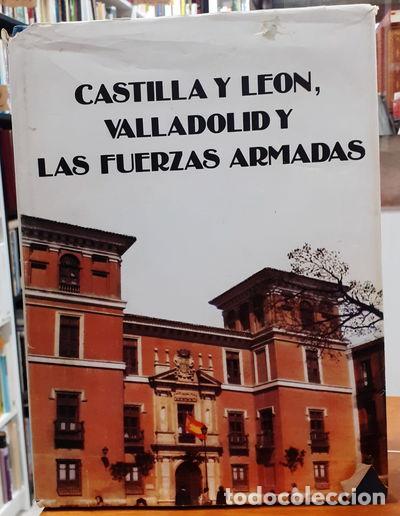 CASTILLA Y LEON,
VALLADOLID Y
LAS FUERZAS ARMADAS
todocoleccion